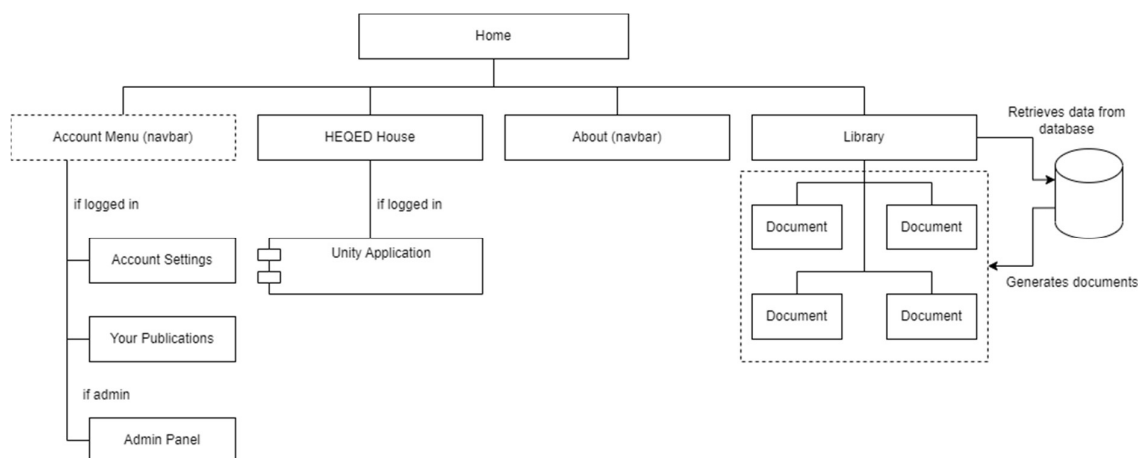 Home
Account Menu (navbar)
HEQED House
About (navbar)
Library
Retrieves data from
database
if logged in
if logged in
Document
Document
Account Settings
Unity Application
Generates documents
Document
Document
Your Publications
if admin
Admin Panel